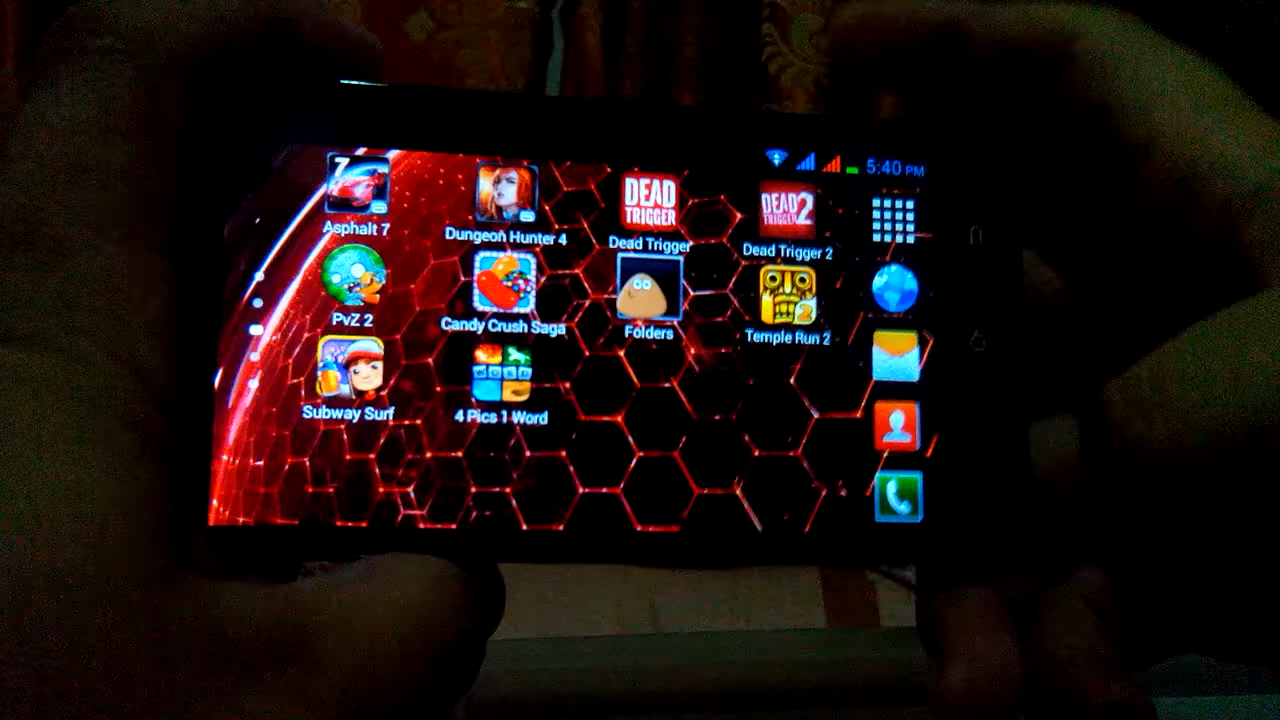 5:40 PM
7
DEAD
TRIGGER
DEAD
TRIGGER 2
Asphalt 7
Dungeon Hunter 4
Dead Trigger
Dead Trigger 2
2
PvZ 2
Candy Crush Saga
Folders
Temple Run 2
WORD
Subway Surf
4 Pics 1 Word